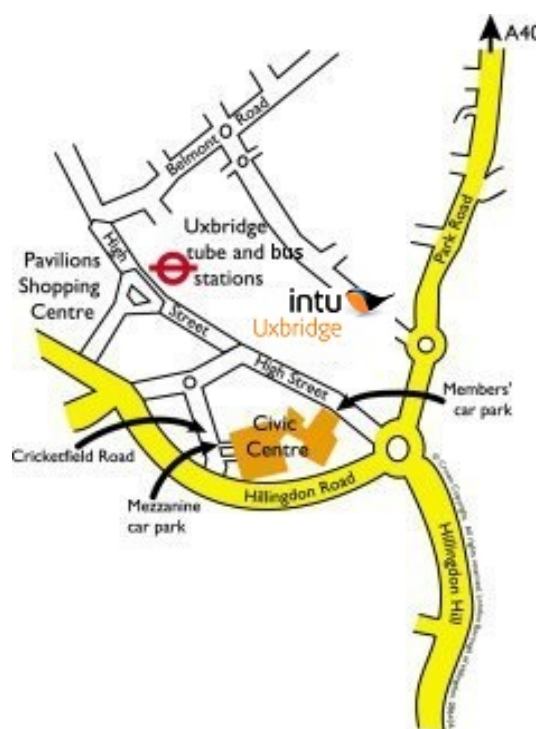 A40
Belmont Road
Park Road
High
Street
Uxbridge
tube and bus
stations
Pavilions
Shopping
Centre
intu
Uxbridge
High Street
Members'
car park
Civic
Centre
Cricketfield Road
Mezzanine
car park
Hillingdon Road
Hillingdon Hill